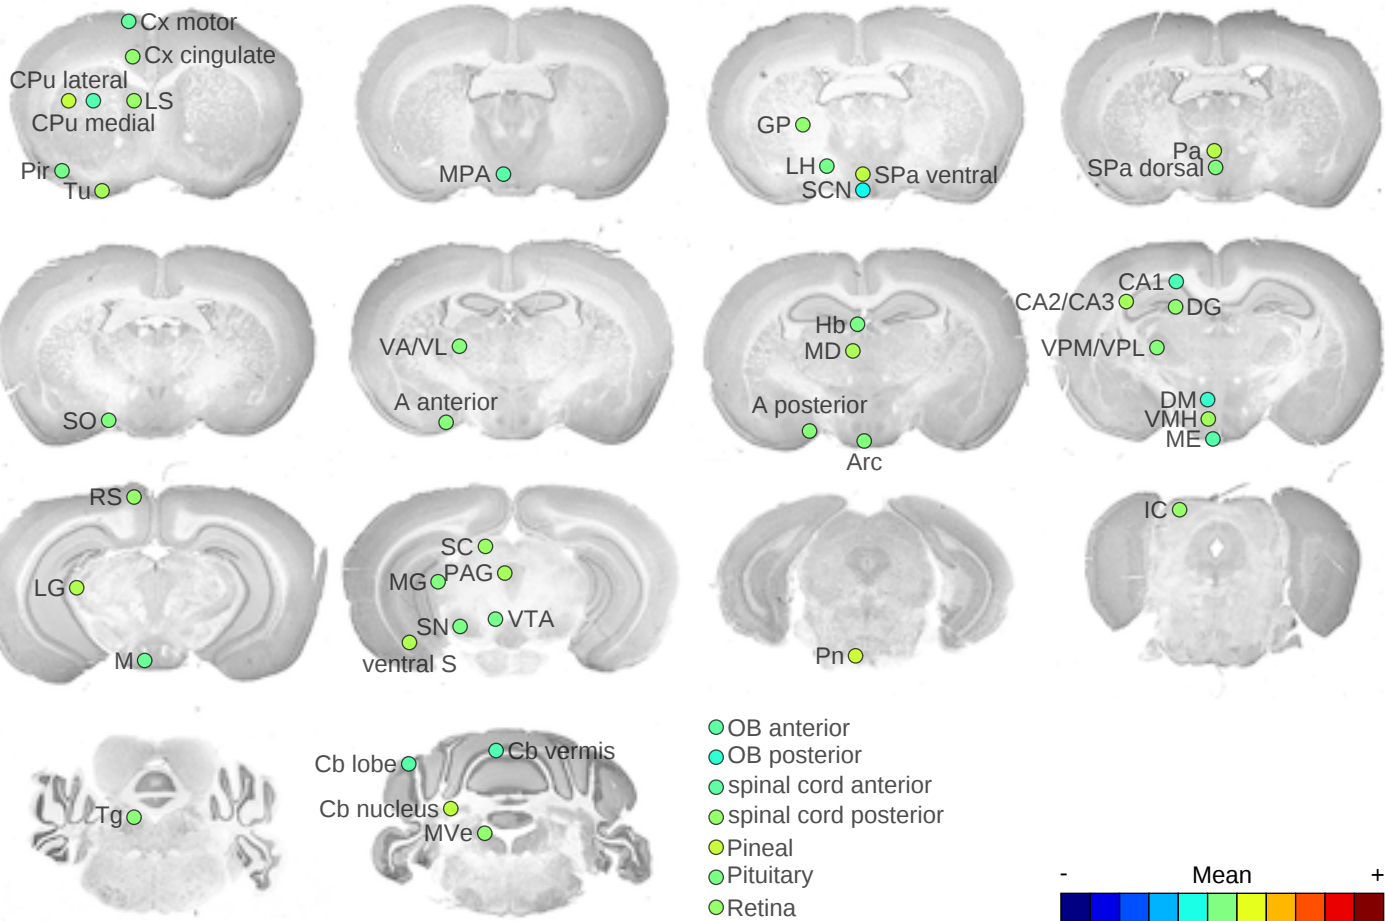 Cx motor
Cx cingulate
CPu lateral
LS
CPu medial
Pir
Tu
MPA
GP
LH
SPa ventral
SCN
Pa
SPa dorsal
SO
VA/VL
A anterior
Hb
MD
A posterior
Arc
CA1
CA2/CA3
DG
VPM/VPL
DM
VMH
ME
RS
LG
M
SC
PAG
MG
SN
VTA
ventral S
Pn
IC
Tg
Cb lobe
Cb vermis
Cb nucleus
MVe
OB anterior
OB posterior
spinal cord anterior
spinal cord posterior
Pineal
Pituitary
Retina
- Mean +